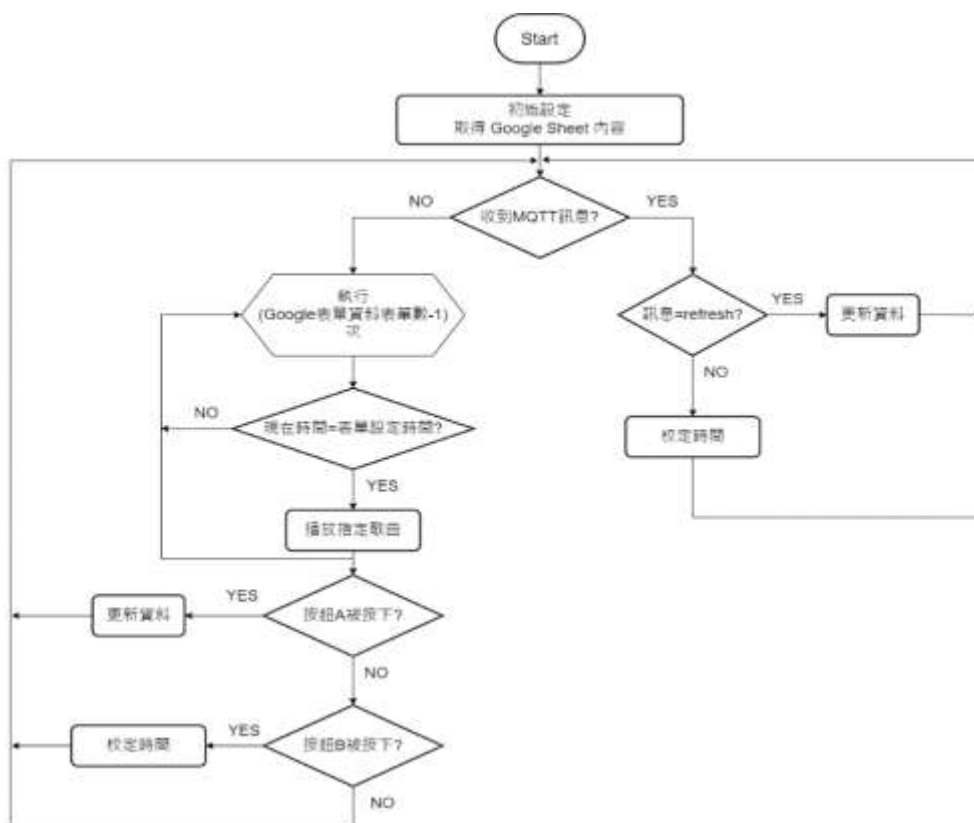 Start
初始設定
取得 Google Sheet 內容
收到MQTT訊息?
NO
YES
執行
(Google表單資料表單數-1)
次
訊息=refresh?
YES
更新資料
NO
現在時間=表單設定時間?
NO
校定時間
YES
播放指定歌曲
按鈕A被按下?
YES
更新資料
NO
按鈕B被按下?
YES
校定時間
NO